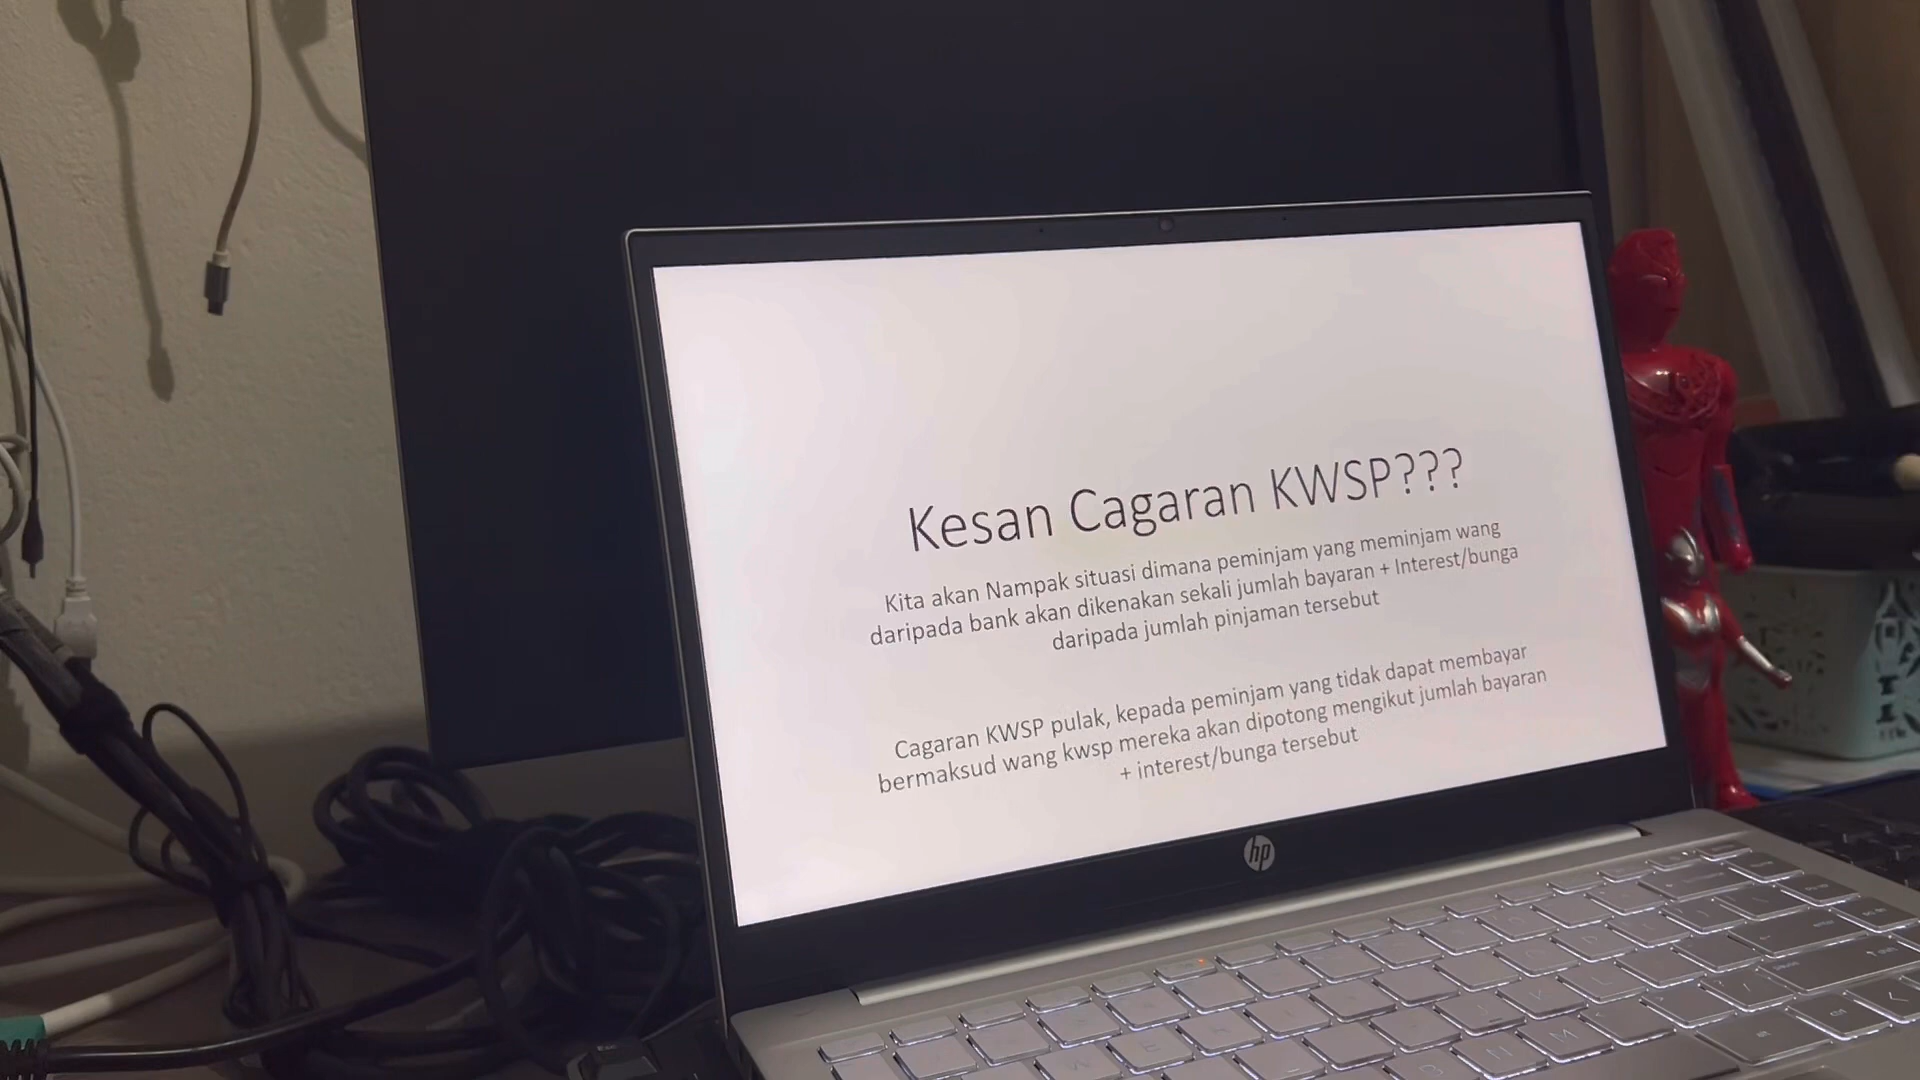 Kesan Cagaran KWSP???
Kita akan Nampak situasi dimana peminjam yang meminjam wang
daripada bank akan dikenakan sekali jumlah bayaran + Interest/bunga
daripada jumlah pinjaman tersebut
Cagaran KWSP pulak, kepada peminjam yang tidak dapat membayar
bermaksud wang kwsp mereka akan dipotong mengikut jumlah bayaran
+ interest/bunga tersebut
hp